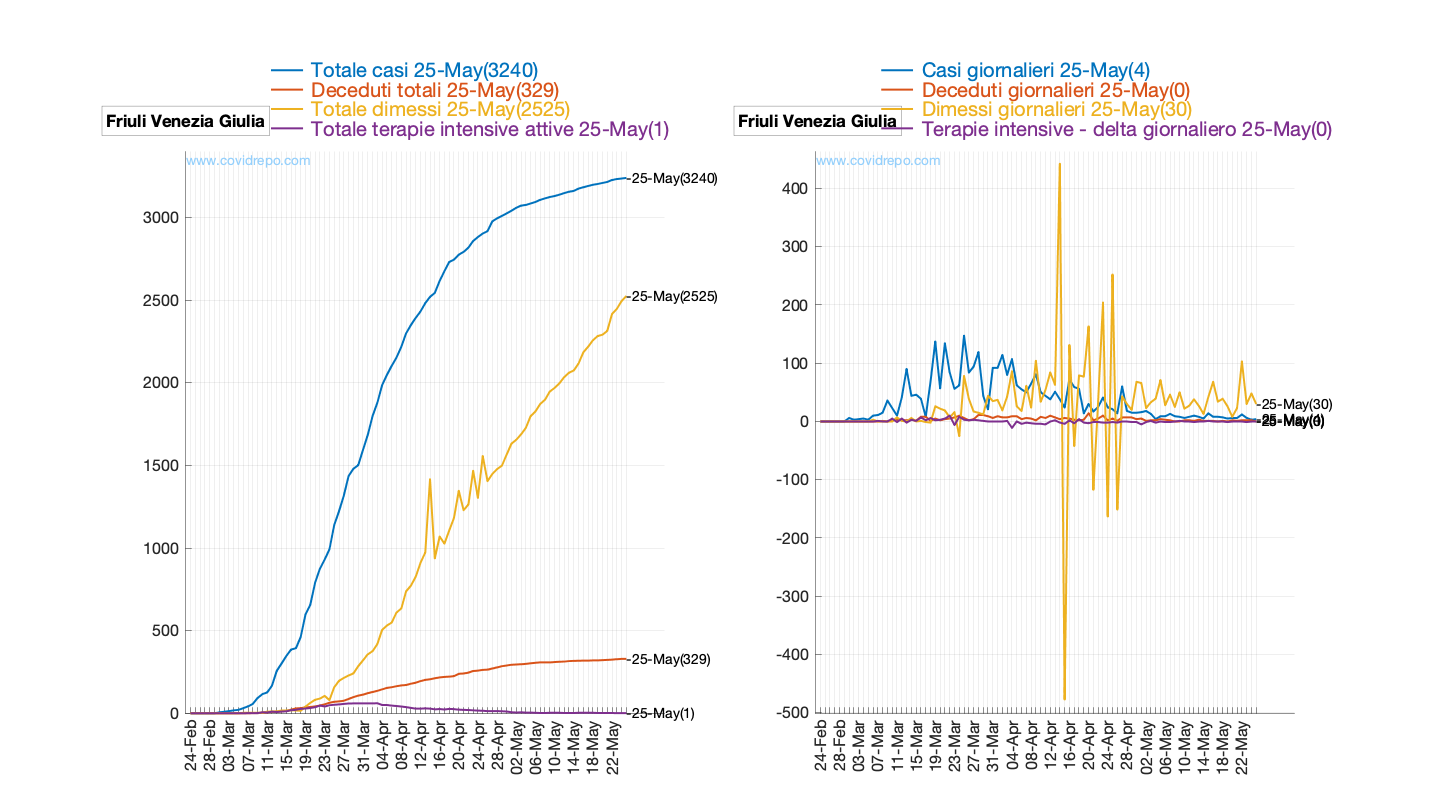 Totale casi 25-May(3240)
Deceduti totali 25-May(329)
Totale dimessi 25-May(2525)
Totale terapie intensive attive 25-May(1)
Friuli Venezia Giulia
www.covidrepo.com
3000
2500
2000
1500
1000
500
0
25-May(3240)
25-May(2525)
25-May(329)
25-May(1)
24-Feb
28-Feb
03-Mar
07-Mar
11-Mar
15-Mar
19-Mar
23-Mar
27-Mar
31-Mar
04-Apr
08-Apr
12-Apr
16-Apr
20-Apr
24-Apr
28-Apr
02-May
06-May
10-May
14-May
18-May
22-May
Casi giornalieri 25-May(4)
Deceduti giornalieri 25-May(0)
Dimessi giornalieri 25-May(30)
Terapie intensive - delta giornaliero 25-May(0)
Friuli Venezia Giulia
www.covidrepo.com
400
300
200
100
0
-100
-200
-300
-400
-500
25-May(30)
25-May(4)
25-May(0)
24-Feb
28-Feb
03-Mar
07-Mar
11-Mar
15-Mar
19-Mar
23-Mar
27-Mar
31-Mar
04-Apr
08-Apr
12-Apr
16-Apr
20-Apr
24-Apr
28-Apr
02-May
06-May
10-May
14-May
18-May
22-May